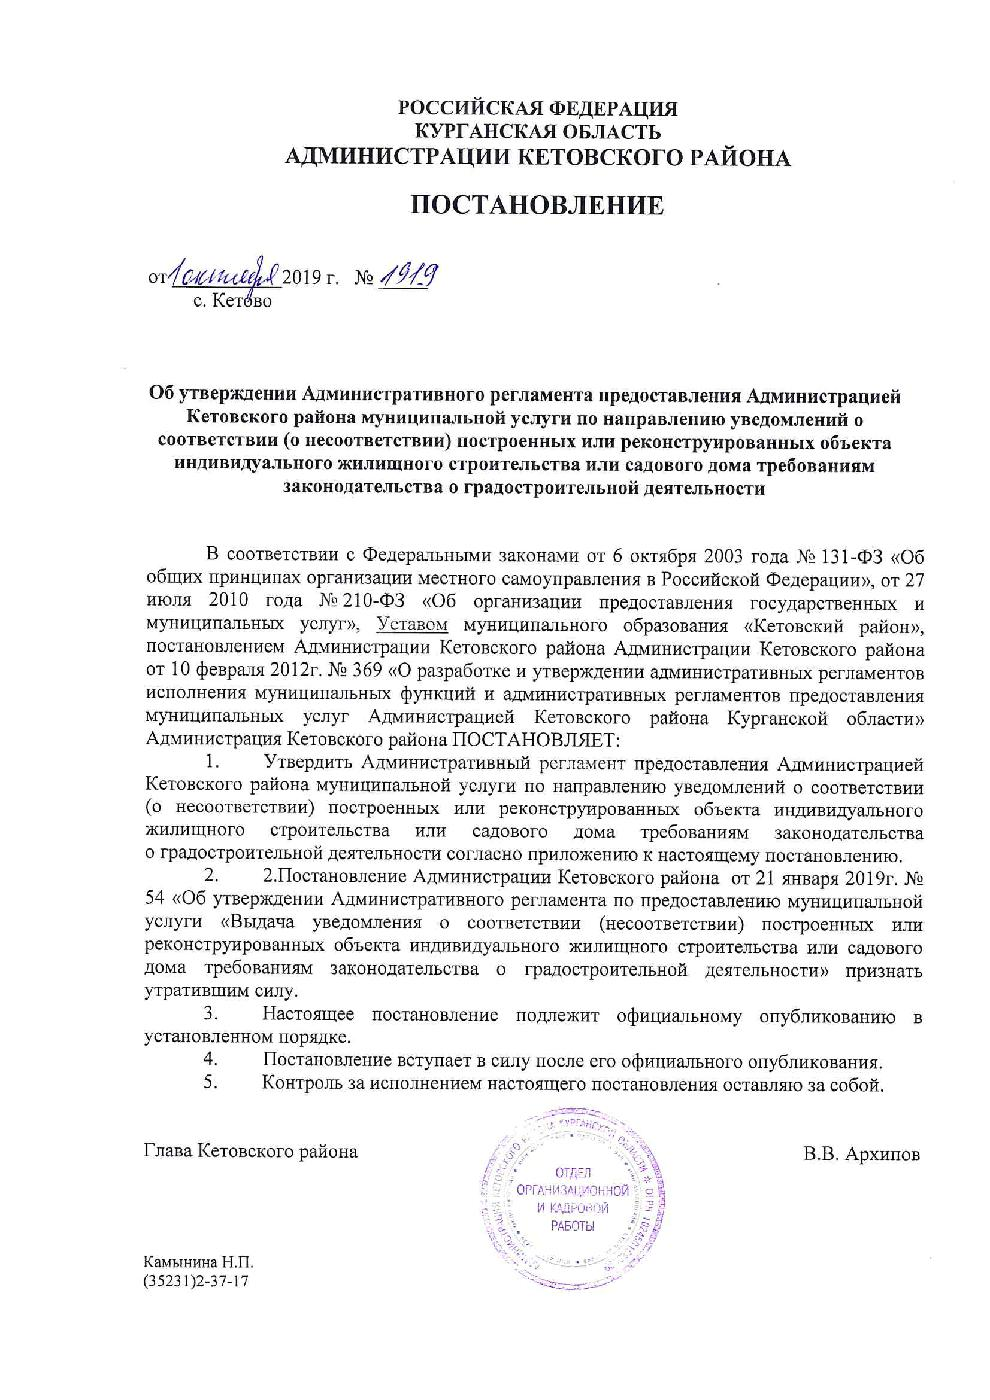 РОССИЙСКАЯ ФЕДЕРАЦИЯ
КУРГАНСКАЯ ОБЛАСТЬ
АДМИНИСТРАЦИИ КЕТОВСКОГО РАЙОНА
ПОСТАНОВЛЕНИЕ
от 1 октября 2019 г. № 1919
с. Кетово
Об утверждении Административного регламента предоставления Администрацией
Кетовского района муниципальной услуги по направлению уведомлений о
соответствии (о несоответствии) построенных или реконструированных объекта
индивидуального жилищного строительства или садового дома требованиям
законодательства о градостроительной деятельности
В соответствии с Федеральными законами от 6 октября 2003 года № 131-ФЗ «Об
общих принципах организации местного самоуправления в Российской Федерации», от 27
июля 2010 года № 210-ФЗ «Об организации предоставления государственных и
муниципальных услуг», Уставом муниципального образования «Кетовский район»,
постановлением Администрации Кетовского района Администрации Кетовского района
от 10 февраля 2012г. № 369 «О разработке и утверждении административных регламентов
исполнения муниципальных функций и административных регламентов предоставления
муниципальных услуг Администрацией Кетовского района Курганской области»
Администрация Кетовского района ПОСТАНОВЛЯЕТ:
1. Утвердить Административный регламент предоставления Администрацией
Кетовского района муниципальной услуги по направлению уведомлений о соответствии
(о несоответствии) построенных или реконструированных объекта индивидуального
жилищного строительства или садового дома требованиям законодательства
о градостроительной деятельности согласно приложению к настоящему постановлению.
2. 2.Постановление Администрации Кетовского района от 21 января 2019г. №
54 «Об утверждении Административного регламента по предоставлению муниципальной
услуги «Выдача уведомления о соответствии (несоответствии) построенных или
реконструированных объекта индивидуального жилищного строительства или садового
дома требованиям законодательства о градостроительной деятельности» признать
утратившим силу.
3. Настоящее постановление подлежит официальному опубликованию в
установленном порядке.
4. Постановление вступает в силу после его официального опубликования.
5. Контроль за исполнением настоящего постановления оставляю за собой.
Глава Кетовского района В.В. Архипов
ОТДЕЛ
ОРГАНИЗАЦИОННОЙ
И КАДРОВОЙ
РАБОТЫ
Камынина Н.П.
(35231)2-37-17